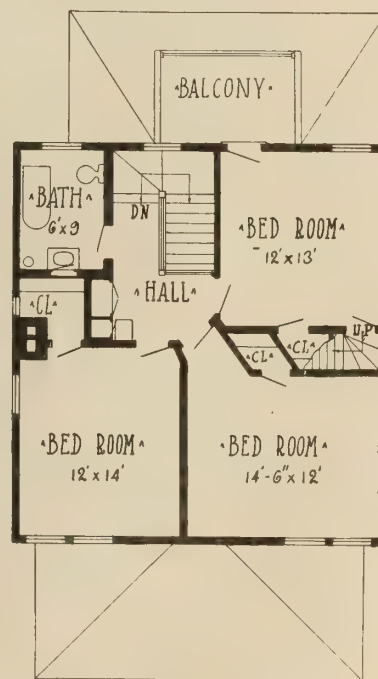 BALCONY
BATH
6'x9
DN
BED ROOM
12'x13'
HALL
CL
UP
CL
CL
BED ROOM
12'x14'
BED ROOM
14'-6"x12'